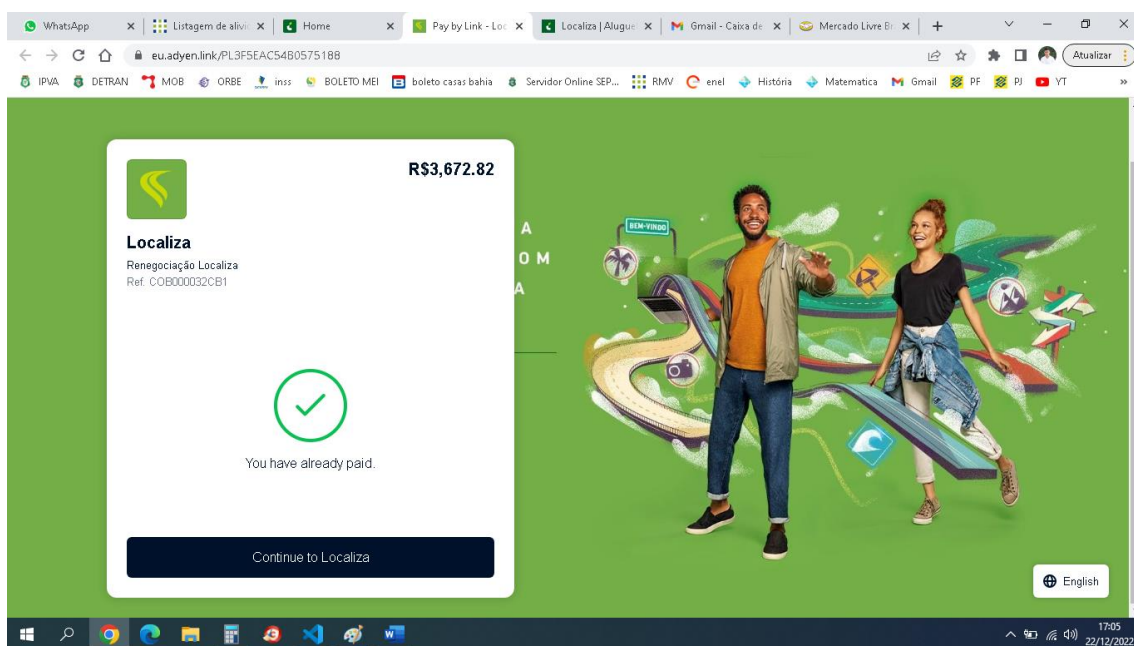 WhatsApp
Listagem de alivio
Home
Pay by Link - Loc
Localiza | Alugue
Gmail - Caixa de
Mercado Livre Br
eu.adyen.link/PL3F5EAC54B0575188
Atualizar
IPVA
DETRAN
MOB
ORBE
inss
BOLETO MEI
boleto casas bahia
Servidor Online SEP...
RMV
enel
História
Matematica
Gmail
PF
PJ
YT
»
R$3,672.82
Localiza
Renegociação Localiza
Ref. COB000032CB1
You have already paid.
Continue to Localiza
A
O M
A
BEM-VINDO
English
17:05
22/12/2022